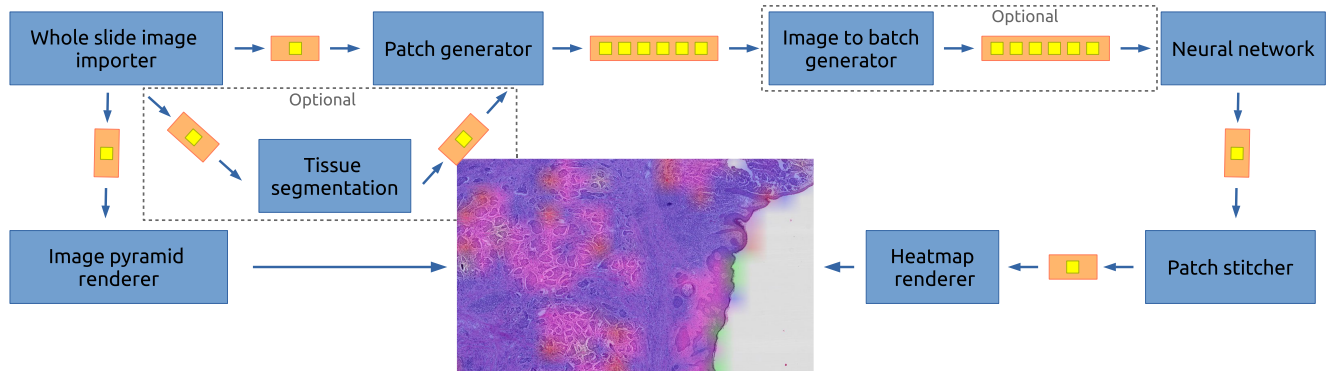 Whole slide image
importer
Patch generator
Image to batch
generator
Optional
Neural network
Optional
Tissue
segmentation
Image pyramid
renderer
Heatmap
renderer
Patch stitcher